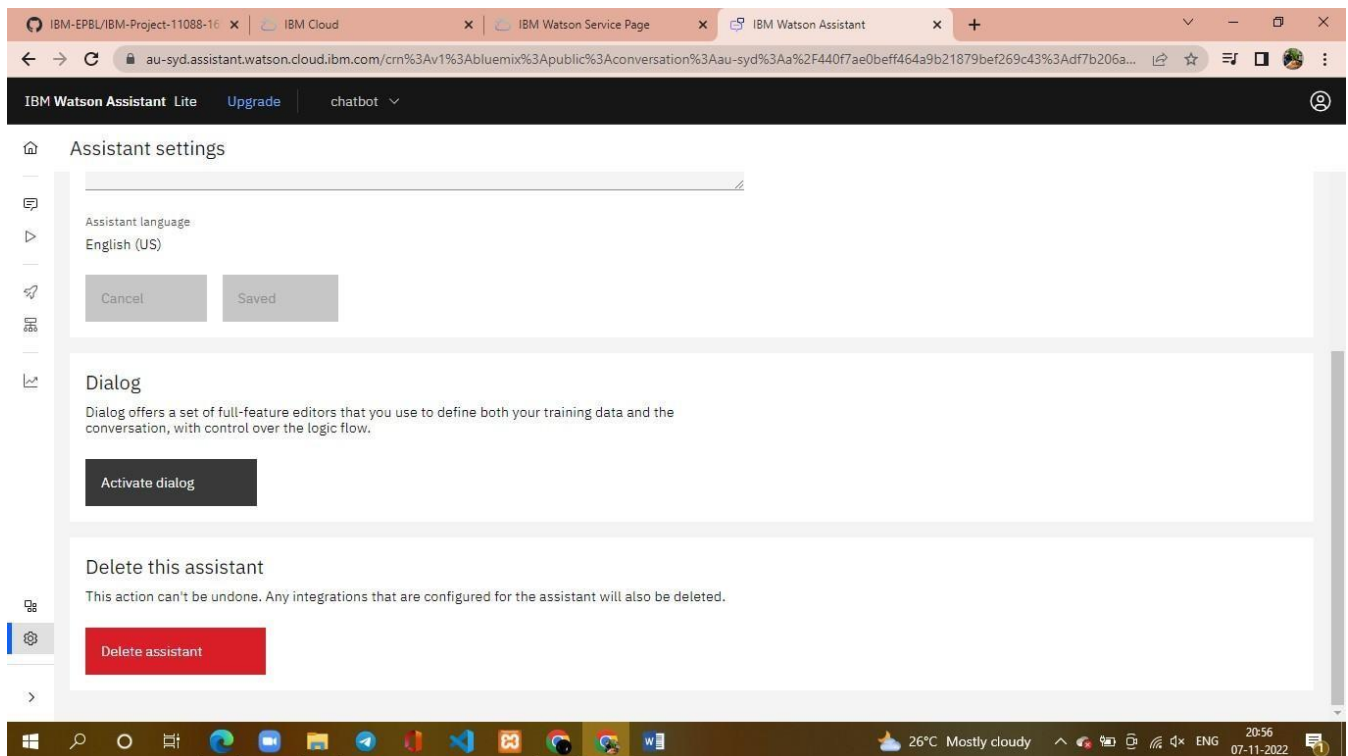 IBM-EPBL/IBM-Project-11088-16
IBM Cloud
IBM Watson Service Page
IBM Watson Assistant
au-syd.assistant.watson.cloud.ibm.com/crn%3Av1%3Abluemix%3Apublic%3Aconversation%3Aau-syd%3Aa%2F440f7ae0beff464a9b21879bef269c43%3Adf7b206a...
IBM Watson Assistant Lite
Upgrade
chatbot
Assistant settings
Assistant language
English (US)
Cancel
Saved
Dialog
Dialog offers a set of full-feature editors that you use to define both your training data and the
conversation, with control over the logic flow.
Activate dialog
Delete this assistant
This action can't be undone. Any integrations that are configured for the assistant will also be deleted.
Delete assistant
26°C Mostly cloudy
ENG
20:56
07-11-2022